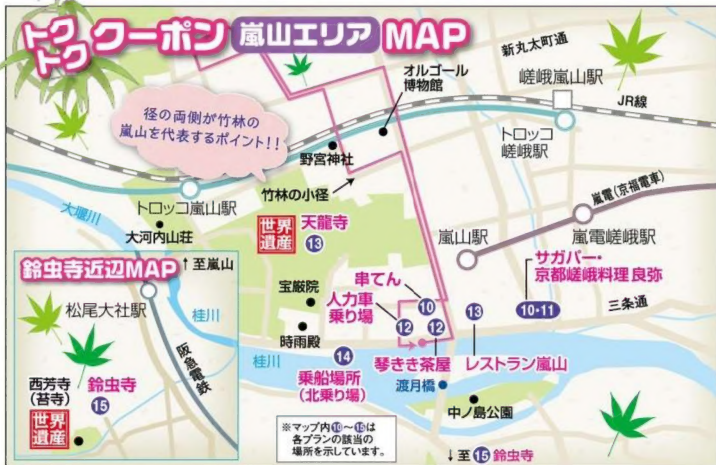 トクトククーポン 嵐山エリア MAP
新丸太町通
オルゴール
博物館
嵯峨嵐山駅
JR線
径の両側が竹林の
嵐山を代表するポイント!!
野宮神社
トロッコ
嵯峨駅
竹林の小径
大堰川
トロッコ嵐山駅
大河内山荘
世界
遺産
天龍寺
13
嵐山駅
嵐電(京福電車)
嵐電嵯峨駅
サガパー・
京都嵯峨料理 良弥
10-11
三条通
串てん
10
人力車
乗り場
12
12
琴きき茶屋
13
レストラン嵐山
宝厳院
時雨殿
桂川
14
乗船場所
(北乗り場)
渡月橋
中ノ島公園
※マップ内10〜15は
各プランの該当の
場所を示しています。
↓至15鈴虫寺
鈴虫寺近辺MAP
↑至嵐山
松尾大社駅
桂川
阪急電鉄
西芳寺
(苔寺)
鈴虫寺
15
世界
遺産